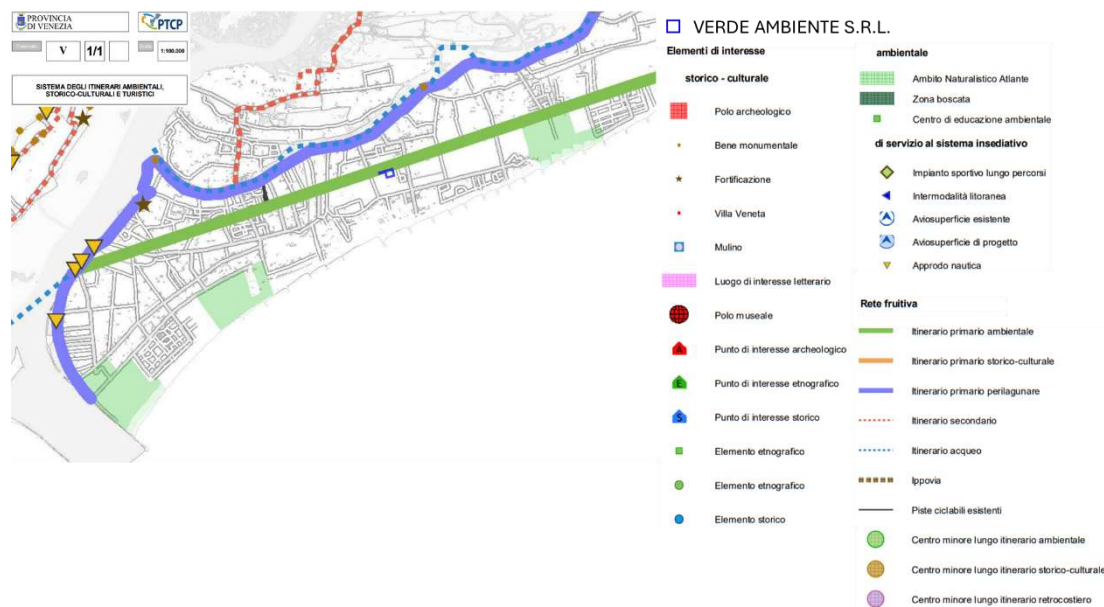 PROVINCIA
DI VENEZIA
PTCP
V 1/1 1:100.000
SISTEMA DEGLI ITINERARI AMBIENTALI,
STORICO-CULTURALI E TURISTICI
VERDE AMBIENTE S.R.L.
Elementi di interesse
storico - culturale
Polo archeologico
Bene monumentale
Fortificazione
Villa Veneta
Mulino
Luogo di interesse letterario
Polo museale
A Punto di interesse archeologico
E Punto di interesse etnografico
S Punto di interesse storico
Elemento etnografico
Elemento etnografico
Elemento storico
ambientale
Ambito Naturalistico Atlante
Zona boscata
Centro di educazione ambientale
di servizio al sistema insediativo
Impianto sportivo lungo percorsi
Intermodalità litoranea
Aviosuperficie esistente
Aviosuperficie di progetto
Approdo nautica
Rete fruitiva
Itinerario primario ambientale
Itinerario primario storico-culturale
Itinerario primario perilagunare
Itinerario secondario
Itinerario acqueo
Ippovia
Piste ciclabili esistenti
Centro minore lungo itinerario ambientale
Centro minore lungo itinerario storico-culturale
Centro minore lungo itinerario retrocostiero